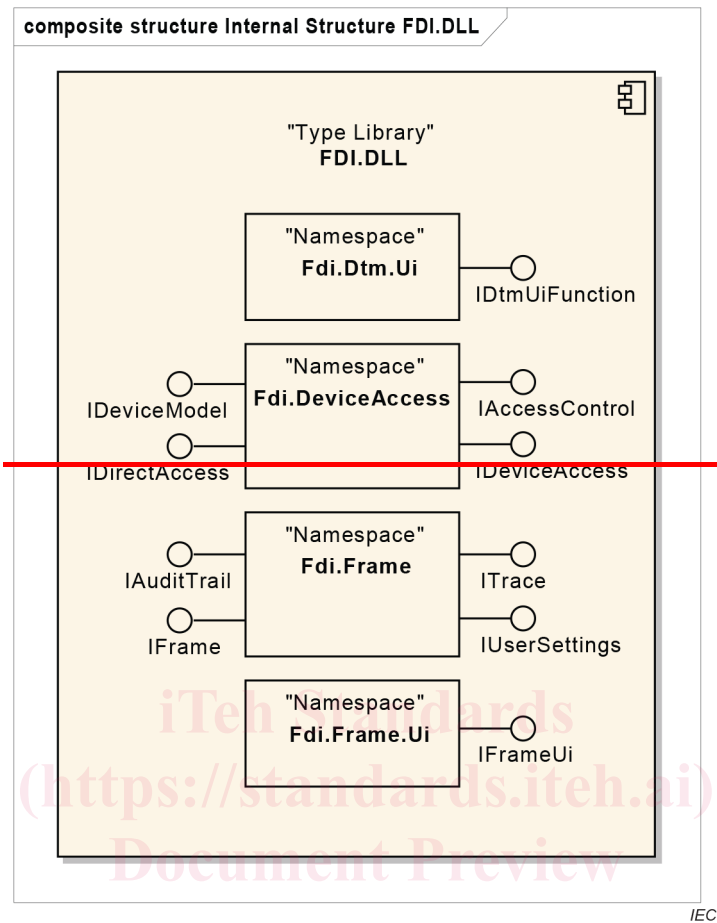 composite structure Internal Structure FDI.DLL
"Type Library"
FDI.DLL
"Namespace"
Fdi.Dtm.Ui
IDtmUiFunction
"Namespace"
Fdi.DeviceAccess
IDeviceModel
IAccessControl
IDirectAccess
IDeviceAccess
"Namespace"
Fdi.Frame
IAuditTrail
ITrace
IFrame
IUserSettings
"Namespace"
Fdi.Frame.Ui
IFrameUi
iTeh Standards
(https://standards.iteh.ai)
Document Preview
IEC